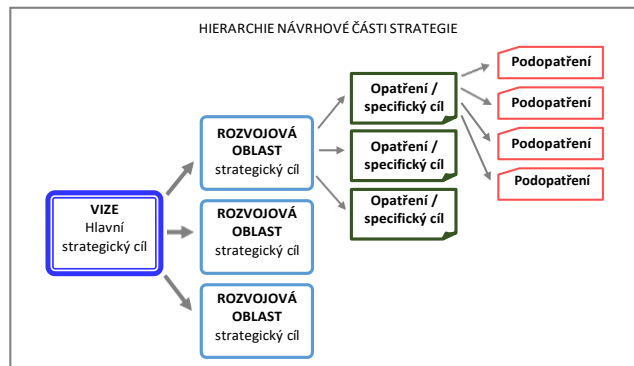 HIERARCHIE NÁVRHOVÉ ČÁSTI STRATEGIE
VIZE
Hlavní
strategický cíl
ROZVOJOVÁ
OBLAST
strategický cíl
ROZVOJOVÁ
OBLAST
strategický cíl
ROZVOJOVÁ
OBLAST
strategický cíl
Opatření /
specifický cíl
Opatření /
specifický cíl
Opatření /
specifický cíl
Podopatření
Podopatření
Podopatření
Podopatření